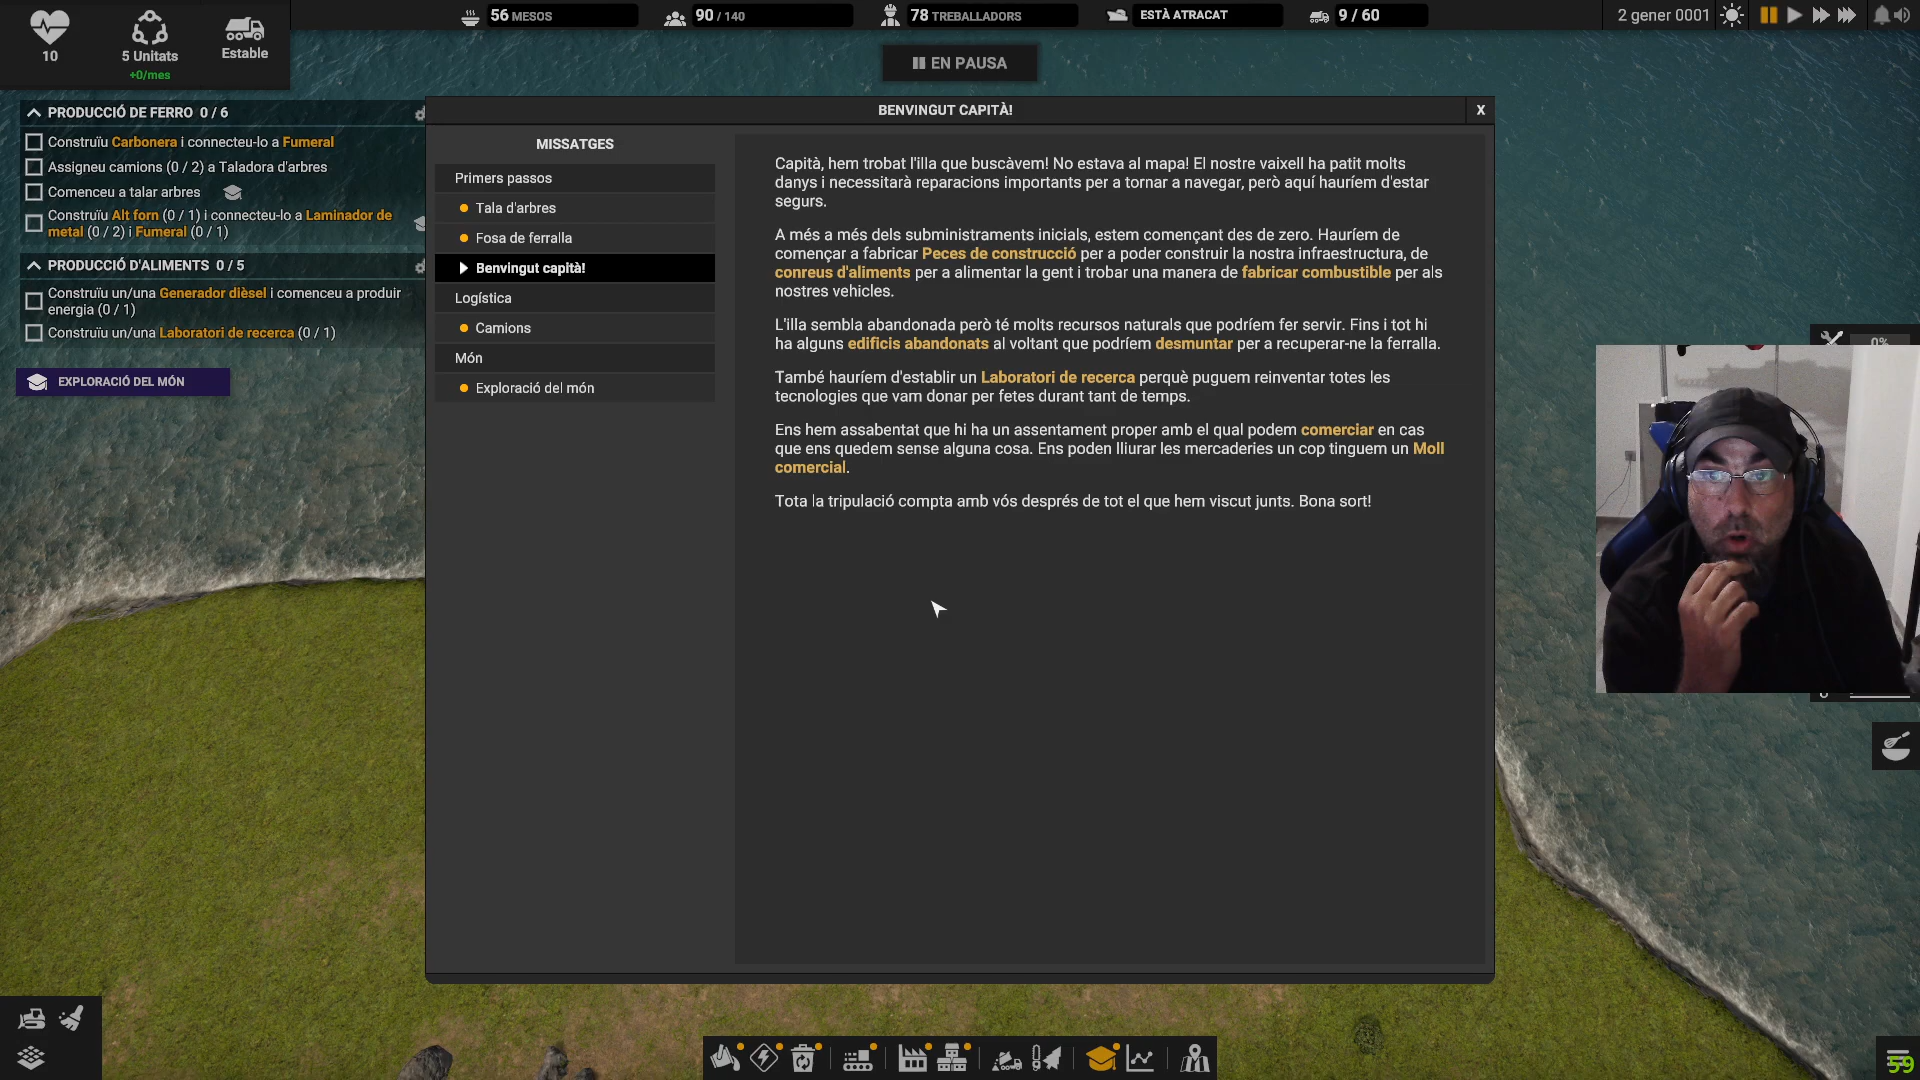 56 MESOS
90 / 140
78 TREBALLADORS
ESTÀ ATRACAT
9 / 60
2 gener 0001
10
5 Unitats
+0/mes
Estable
EN PAUSA
PRODUCCIÓ DE FERRO 0 / 6
Construïu Carbonera i connecteu-lo a Fumeral
Assigneu camions (0 / 2) a Taladora d'arbres
Comenceu a talar arbres
Construïu Alt forn (0 / 1) i connecteu-lo a Laminador de
metal (0 / 2) i Fumeral (0 / 1)
PRODUCCIÓ D'ALIMENTS 0 / 5
Construïu un/una Generador dièsel i comenceu a produir
energia (0 / 1)
Construïu un/una Laboratori de recerca (0 / 1)
EXPLORACIÓ DEL MÓN
BENVINGUT CAPITÀ!
X
MISSATGES
Primers passos
Tala d'arbres
Fosa de ferralla
Benvingut capità!
Logística
Camions
Món
Exploració del món
Capità, hem trobat l'illa que buscàvem! No estava al mapa! El nostre vaixell ha patit molts
danys i necessitarà reparacions importants per a tornar a navegar, però aquí hauríem d'estar
segurs.
A més a més dels subministraments inicials, estem començant des de zero. Hauríem de
començar a fabricar Peces de construcció per a poder construir la nostra infraestructura, de
conreus d'aliments per a alimentar la gent i trobar una manera de fabricar combustible per als
nostres vehicles.
L'illa sembla abandonada però té molts recursos naturals que podríem fer servir. Fins i tot hi
ha alguns edificis abandonats al voltant que podríem desmuntar per a recuperar-ne la ferralla.
També hauríem d'establir un Laboratori de recerca perquè puguem reinventar totes les
tecnologies que vam donar per fetes durant tant de temps.
Ens hem assabentat que hi ha un assentament proper amb el qual podem comerciar en cas
que ens quedem sense alguna cosa. Ens poden lliurar les mercaderies un cop tinguem un Moll
comercial.
Tota la tripulació compta amb vós després de tot el que hem viscut junts. Bona sort!
0%
59